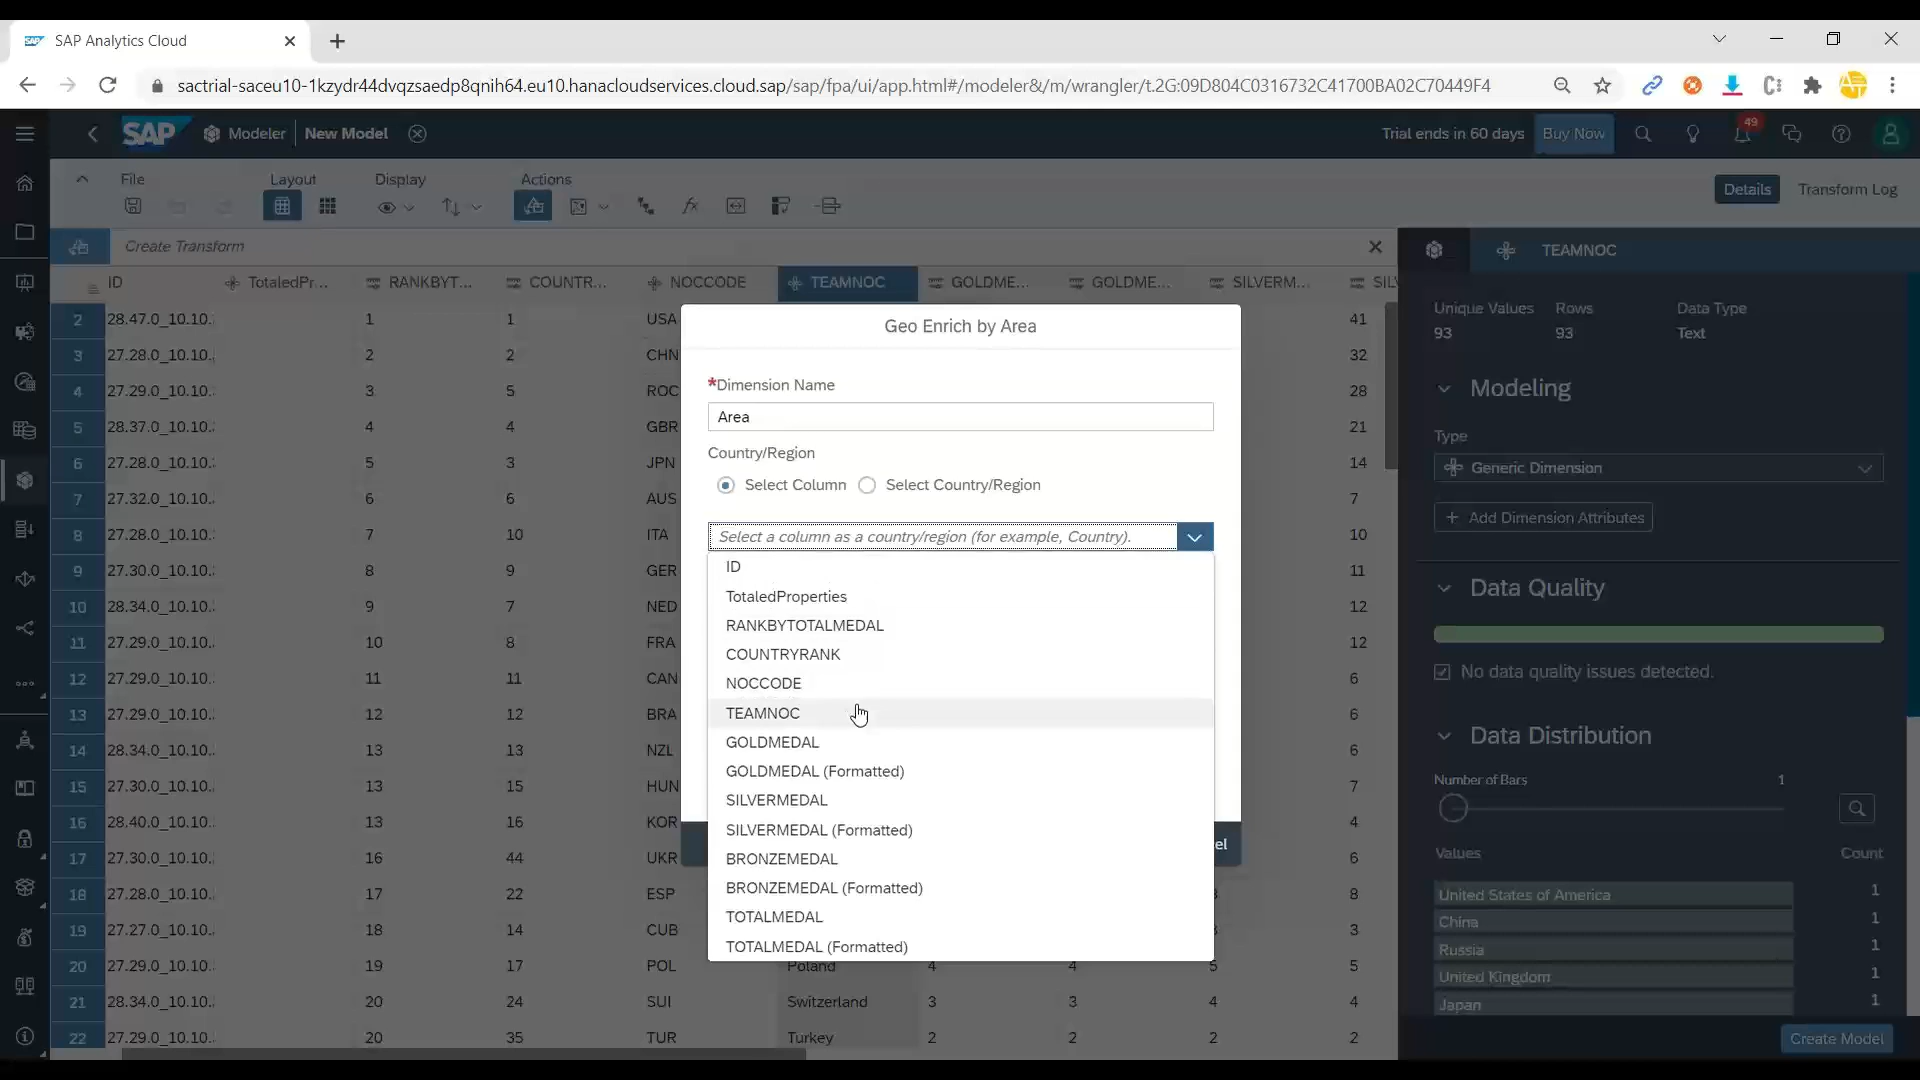 SAP Analytics Cloud
sactrial-saceu10-1kzydr44dvqzsaedp8qnih64.eu10.hanacloudservices.cloud.sap/sap/fpa/ui/app.html#/modeler&/m/wrangler/t.2G:09D804C0316732C41700BA02C70449F4
SAP Modeler New Model Trial ends in 60 days Buy Now 49
File Layout Display Actions
Details Transform Log
Create Transform
TEAMNOC
ID TotaledPr... RANKBYT... COUNTR... NOCCODE TEAMNOC GOLDME... GOLDME... SILVERM... SIL
2 28.47.0_10.10. 1 1 USA 41
3 27.28.0_10.10. 2 2 CHN 32
4 27.29.0_10.10. 3 5 ROC 28
5 28.37.0_10.10. 4 4 GBR 21
6 27.28.0_10.10. 5 3 JPN 14
7 27.32.0_10.10. 6 6 AUS 7
8 27.28.0_10.10. 7 10 ITA 10
9 27.30.0_10.10. 8 9 GER 11
10 28.34.0_10.10. 9 7 NED 12
11 27.29.0_10.10. 10 8 FRA 12
12 27.29.0_10.10. 11 11 CAN 6
13 27.29.0_10.10. 12 12 BRA 6
14 28.34.0_10.10. 13 13 NZL 6
15 27.30.0_10.10. 13 15 HUN 7
16 28.40.0_10.10. 13 16 KOR 4
17 27.30.0_10.10. 16 44 UKR 6
18 27.28.0_10.10. 17 22 ESP 8
19 27.27.0_10.10. 18 14 CUB 3
20 27.29.0_10.10. 19 17 POL Poland 4 4 5 5
21 28.34.0_10.10. 20 24 SUI Switzerland 3 3 4 4
22 27.29.0_10.10. 20 35 TUR Turkey 2 2 2 2
Geo Enrich by Area
*Dimension Name
Area
Country/Region
Select Column Select Country/Region
Select a column as a country/region (for example, Country).
ID
TotaledProperties
RANKBYTOTALMEDAL
COUNTRYRANK
NOCCODE
TEAMNOC
GOLDMEDAL
GOLDMEDAL (Formatted)
SILVERMEDAL
SILVERMEDAL (Formatted)
BRONZEMEDAL
BRONZEMEDAL (Formatted)
TOTALMEDAL
TOTALMEDAL (Formatted)
el
Unique Values Rows Data Type
93 93 Text
Modeling
Type
Generic Dimension
+ Add Dimension Attributes
Data Quality
No data quality issues detected.
Data Distribution
Number of Bars 1
Values Count
United States of America 1
China 1
Russia 1
United Kingdom 1
Japan 1
Create Model